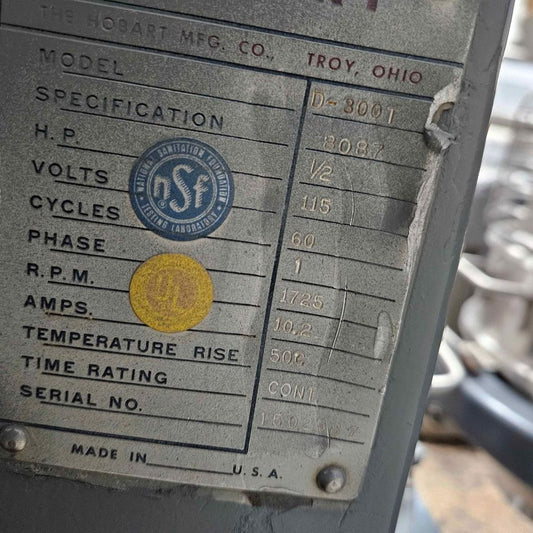 THE HOBART MFG. CO., TROY, OHIO
MODEL D-300T
SPECIFICATION 8087
H.P. 1/2
VOLTS 115
CYCLES 60
PHASE 1
R.P.M. 1725
AMPS. 10.2
TEMPERATURE RISE 50C
TIME RATING CONT
SERIAL NO.
MADE IN U.S.A.
NATIONAL SANITATION FOUNDATION
NSF
TESTING LABORATORY